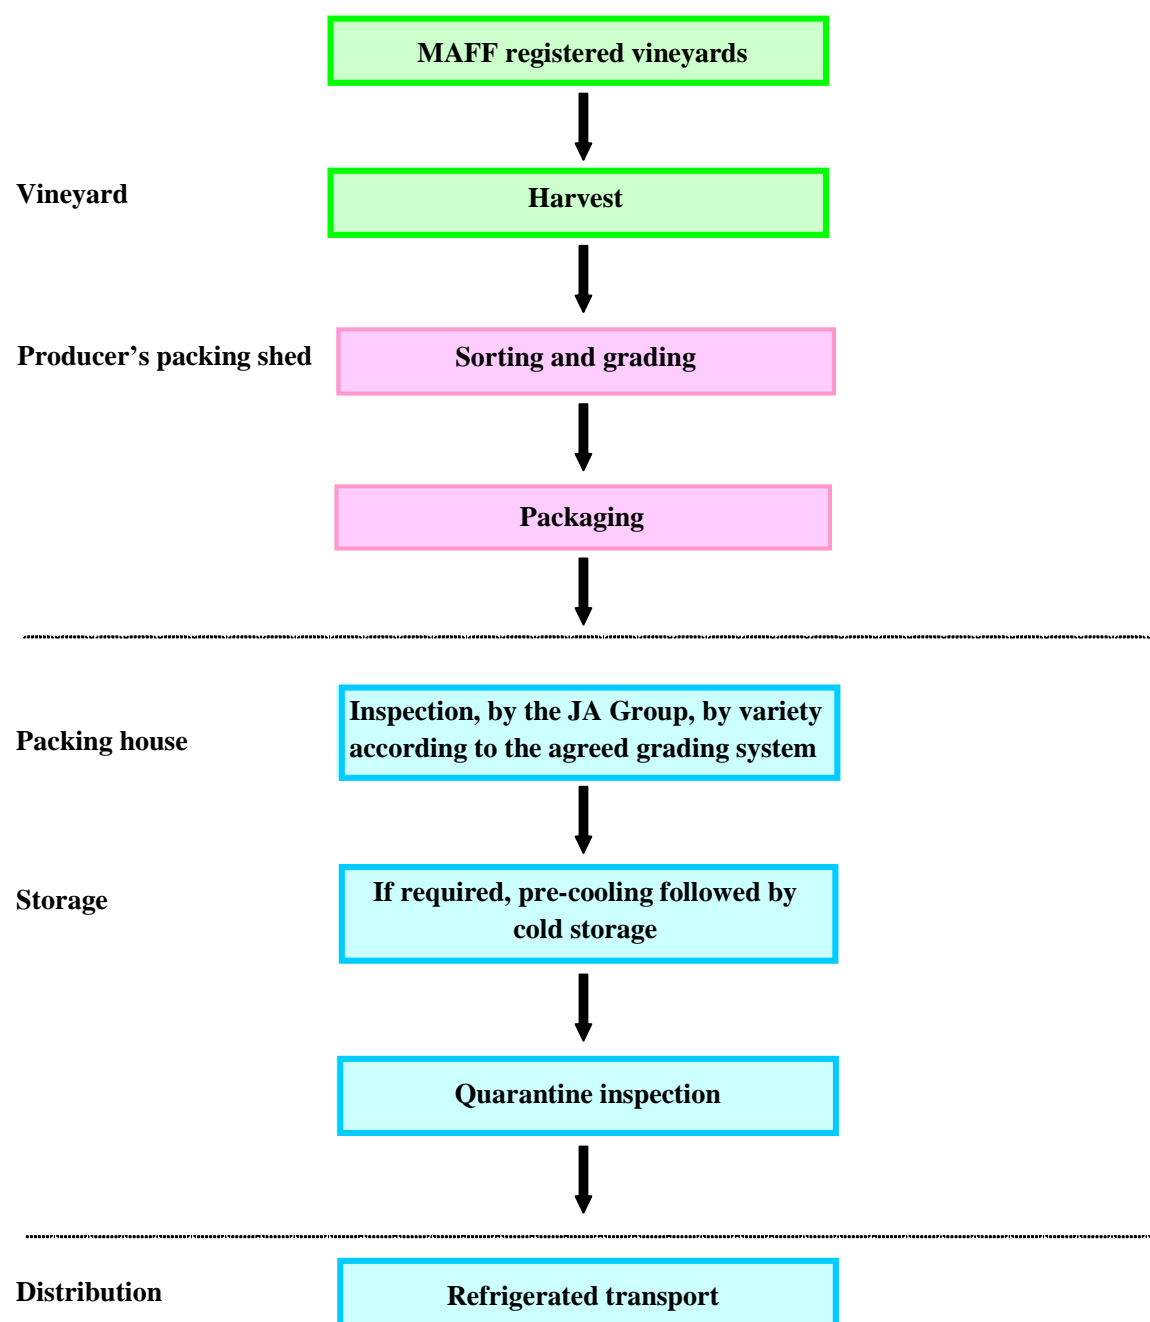 MAFF registered vineyards
Vineyard
Harvest
Producer’s packing shed
Sorting and grading
Packaging
Packing house
Inspection, by the JA Group, by variety
according to the agreed grading system
Storage
If required, pre-cooling followed by
cold storage
Quarantine inspection
Distribution
Refrigerated transport